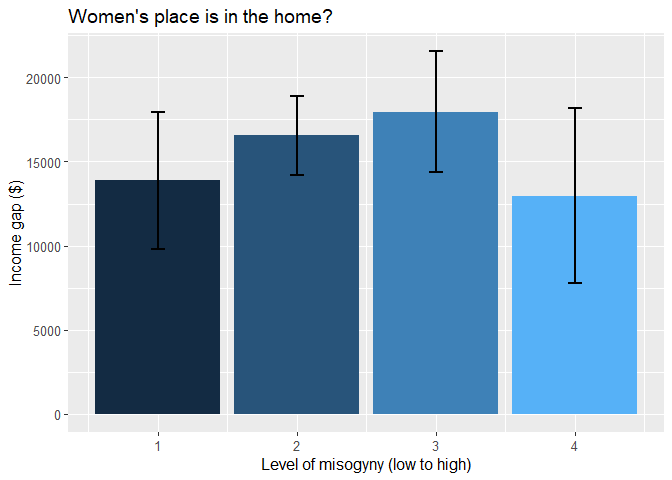 Women's place is in the home?
Income gap ($)
20000
15000
10000
5000
0
1 2 3 4
Level of misogyny (low to high)